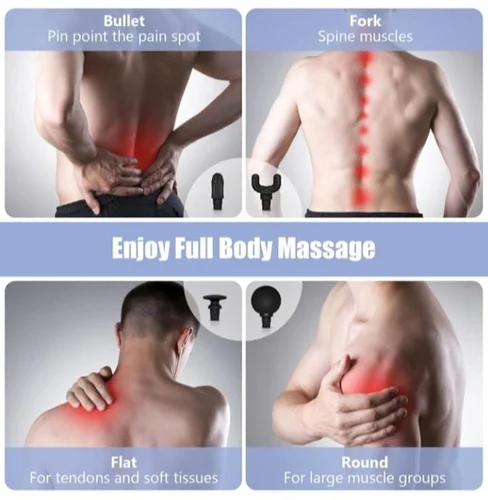 Bullet
Pin point the pain spot
Fork
Spine muscles
Enjoy Full Body Massage
Flat
For tendons and soft tissues
Round
For large muscle groups